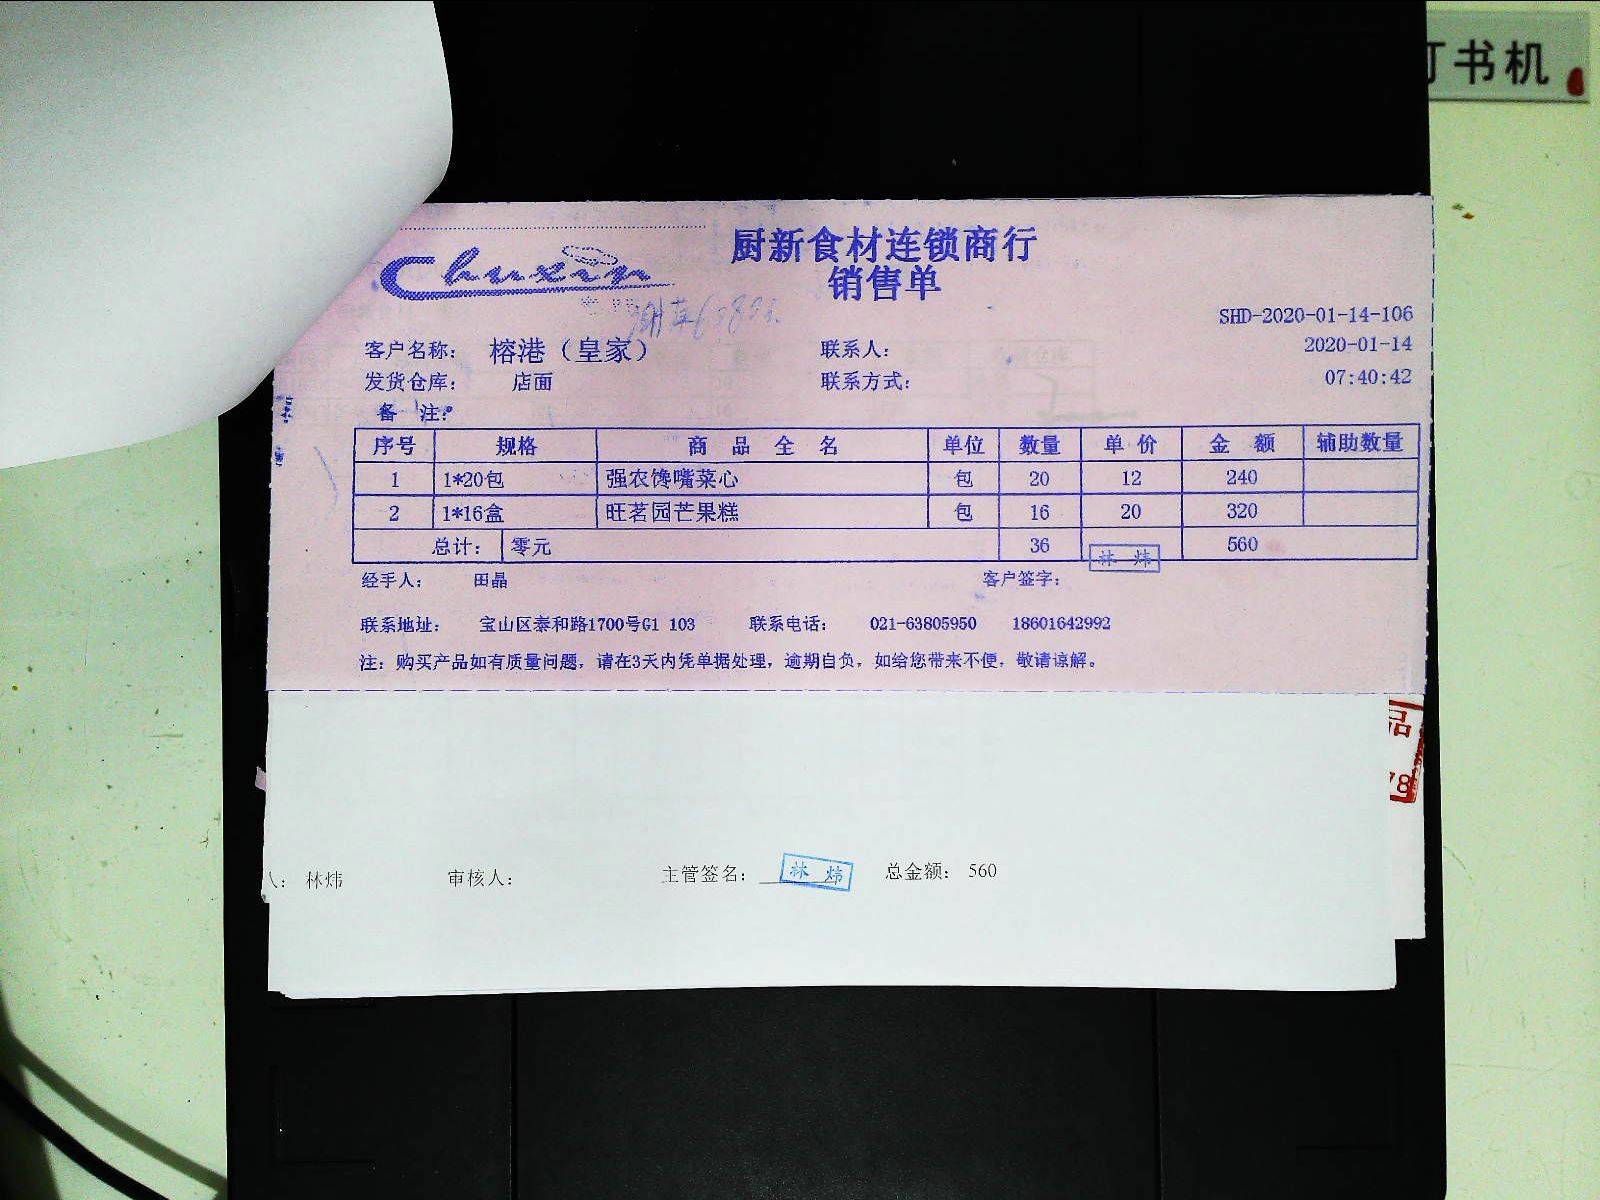 书机
Chuxin
厨新食材连锁商行
销售单
SHD-2020-01-14-106
客户名称： 榕港（皇家） 联系人： 2020-01-14
发货仓库： 店面 联系方式： 07:40:42
备 注：
序号 规格 商 品 全 名 单位 数量 单 价 金 额 辅助数量
1 1*20包 强农馋嘴菜心 包 20 12 240
2 1*16盒 旺茗园芒果糕 包 16 20 320
总计： 零元 36 560
林 炜
经手人： 田晶 客户签字：
联系地址： 宝山区泰和路1700号G1 103 联系电话： 021-63805950 18601642992
注：购买产品如有质量问题，请在3天内凭单据处理，逾期自负，如给您带来不便，敬请谅解。
品
78
林炜 审核人： 主管签名： 林 炜 总金额： 560